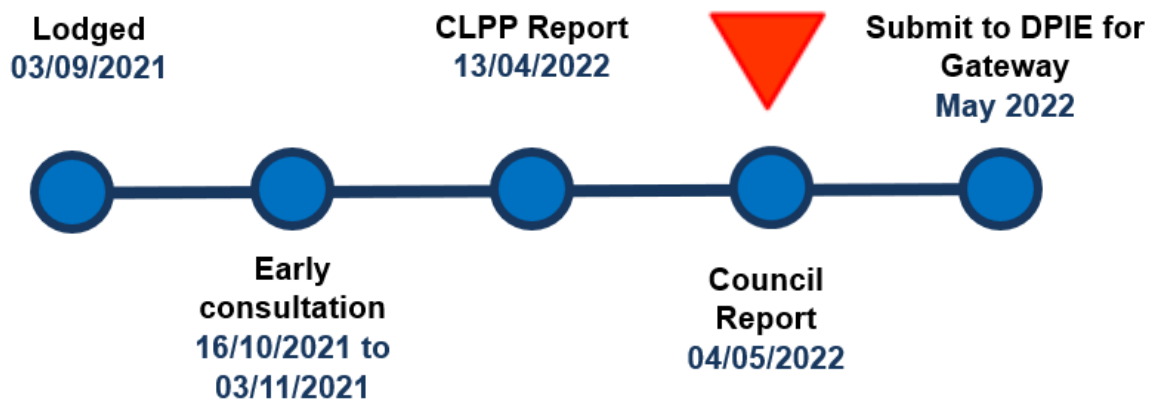 Lodged
03/09/2021
Early
consultation
16/10/2021 to
03/11/2021
CLPP Report
13/04/2022
Council
Report
04/05/2022
Submit to DPIE for
Gateway
May 2022